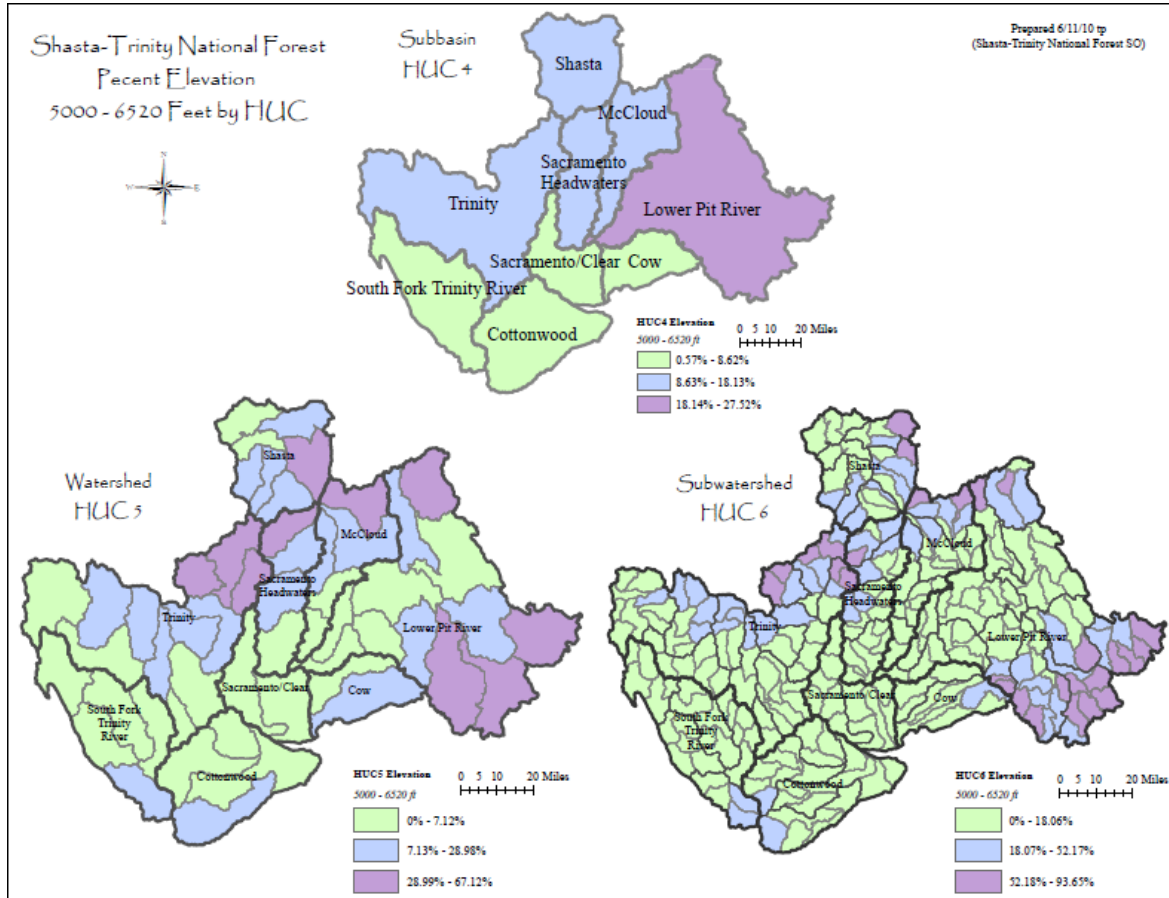 Shasta-Trinity National Forest
Pecent Elevation
5000 - 6520 Feet by HUC
N
W
E
S
Subbasin
HUC 4
Prepared 6/11/10 tp
(Shasta-Trinity National Forest SO)
Shasta
McCloud
Sacramento
Headwaters
Trinity
Lower Pit River
Sacramento/Clear
Cow
South Fork Trinity River
Cottonwood
HUC4 Elevation
5000 - 6520 ft
0.57% - 8.62%
8.63% - 18.13%
18.14% - 27.52%
0 5 10 20 Miles
Watershed
HUC 5
Shasta
McCloud
Sacramento
Headwaters
Trinity
Lower Pit River
Sacramento/Clear
Cow
South Fork
Trinity
River
Cottonwood
HUC5 Elevation
5000 - 6520 ft
0% - 7.12%
7.13% - 28.98%
28.99% - 67.12%
0 5 10 20 Miles
Subwatershed
HUC 6
Shasta
McCloud
Sacramento
Headwaters
Trinity
Lower Pit River
Sacramento/Clear
Cow
South Fork
Trinity
River
Cottonwood
HUC6 Elevation
5000 - 6520 ft
0% - 18.06%
18.07% - 52.17%
52.18% - 93.65%
0 5 10 20 Miles